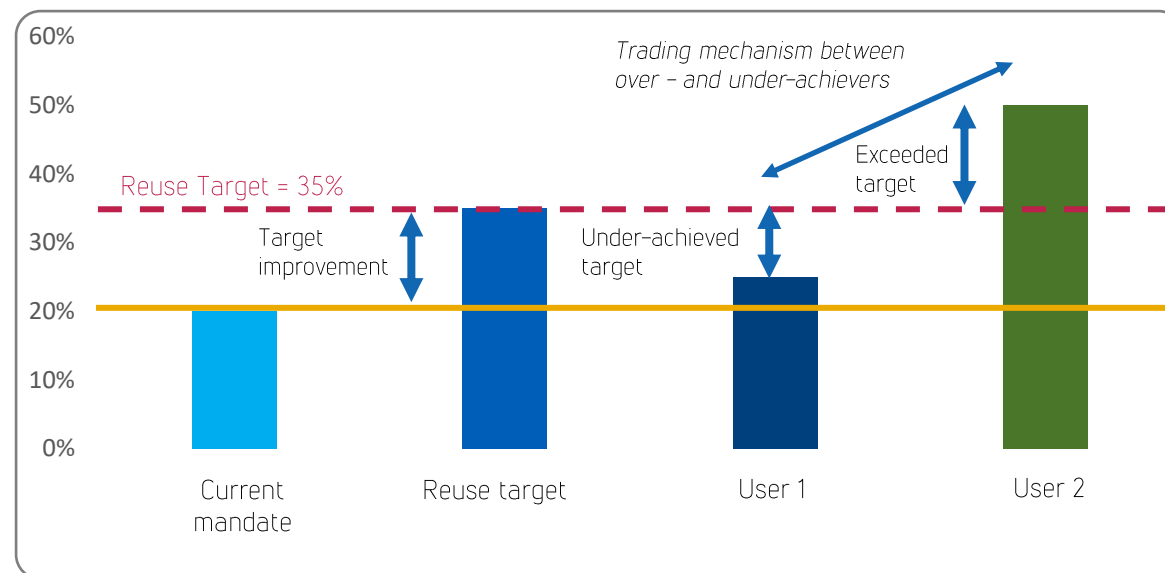 60%
Trading mechanism between
over - and under-achievers
50%
Exceeded
target
40%
Reuse Target = 35%
30%
Target
improvement
Under-achieved
target
20%
10%
0%
Current
mandate
Reuse target
User 1
User 2